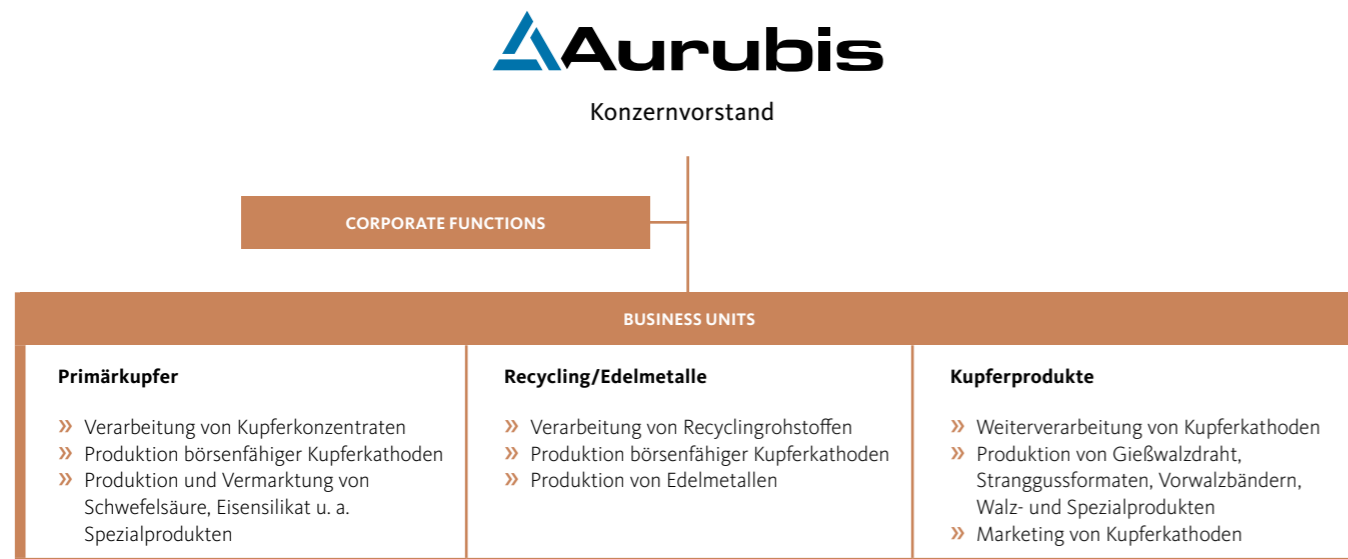 Aurubis
Konzernvorstand
CORPORATE FUNCTIONS
BUSINESS UNITS
Primärkupfer
» Verarbeitung von Kupferkonzentraten
» Produktion börsenfähiger Kupferkathoden
» Produktion und Vermarktung von
Schwefelsäure, Eisensilikat u. a.
Spezialprodukten
Recycling/Edelmetalle
» Verarbeitung von Recyclingrohstoffen
» Produktion börsenfähiger Kupferkathoden
» Produktion von Edelmetallen
Kupferprodukte
» Weiterverarbeitung von Kupferkathoden
» Produktion von Gießwalzdraht,
Stranggussformaten, Vorwalzbändern,
Walz- und Spezialprodukten
» Marketing von Kupferkathoden